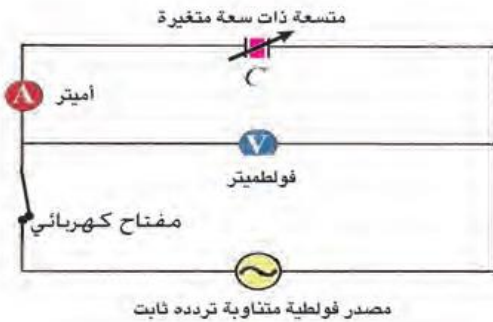 متسعة ذات سعة متغيرة
C
A أميتر
V
فولطميتر
مفتاح كهربائي
مصدر فولطية متناوبة تردده ثابت